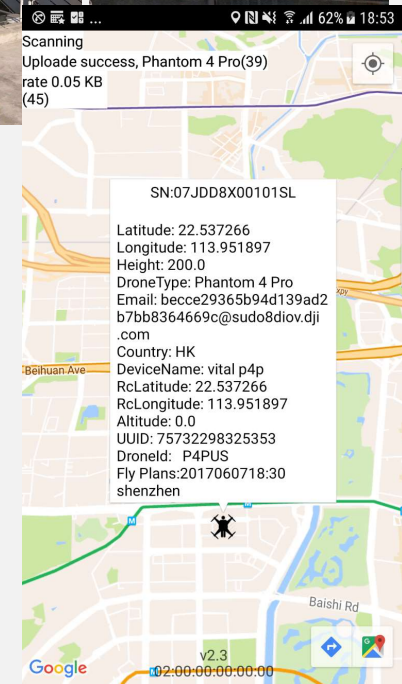 ... 62% 18:53
Scanning
Uploade success, Phantom 4 Pro(39)
rate 0.05 KB
(45)
SN:07JDD8X00101SL
Latitude: 22.537266
Longitude: 113.951897
Height: 200.0
DroneType: Phantom 4 Pro
Email: becce29365b94d139ad2
b7bb8364669c@sudo8diov.dji
.com
Country: HK
DeviceName: vital p4p
RcLatitude: 22.537266
RcLongitude: 113.951897
Altitude: 0.0
UUID: 75732298325353
DroneId: P4PUS
Fly Plans:2017060718:30
shenzhen
xpy
Beihuan Ave
M
M
Baishi Rd
v2.3
Google
M
02:00:00:00:00:00